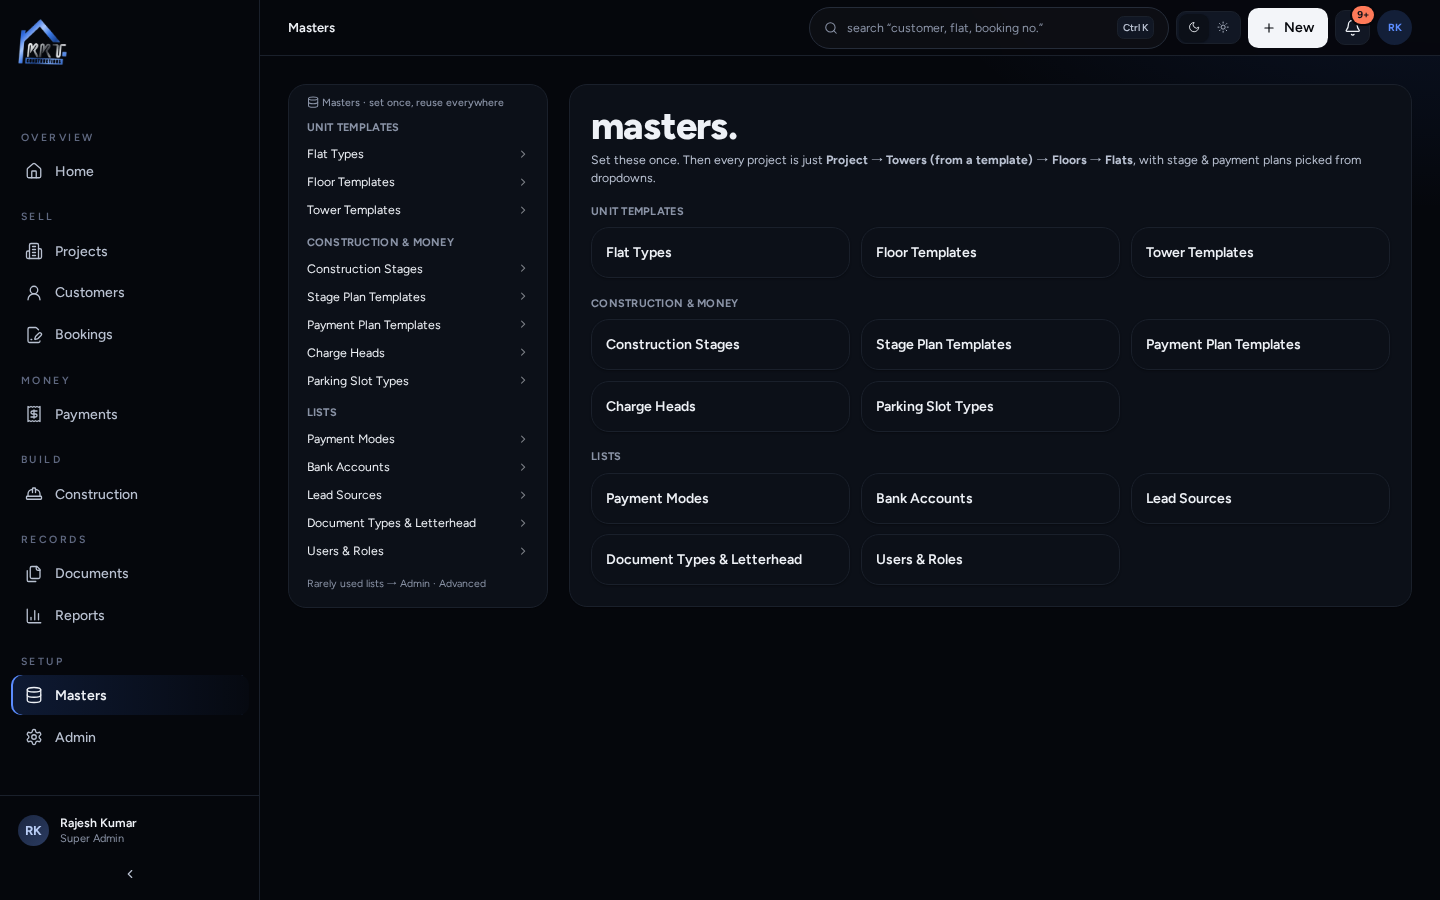 RKT
CONSTRUCTIONS
OVERVIEW
Home
SELL
Projects
Customers
Bookings
MONEY
Payments
BUILD
Construction
RECORDS
Documents
Reports
SETUP
Masters
Admin
RK
Rajesh Kumar
Super Admin
Masters
search “customer, flat, booking no.”
Ctrl K
New
9+
RK
Masters · set once, reuse everywhere
UNIT TEMPLATES
Flat Types
Floor Templates
Tower Templates
CONSTRUCTION & MONEY
Construction Stages
Stage Plan Templates
Payment Plan Templates
Charge Heads
Parking Slot Types
LISTS
Payment Modes
Bank Accounts
Lead Sources
Document Types & Letterhead
Users & Roles
Rarely used lists → Admin · Advanced
masters.
Set these once. Then every project is just Project → Towers (from a template) → Floors → Flats, with stage & payment plans picked from
dropdowns.
UNIT TEMPLATES
Flat Types
Floor Templates
Tower Templates
CONSTRUCTION & MONEY
Construction Stages
Stage Plan Templates
Payment Plan Templates
Charge Heads
Parking Slot Types
LISTS
Payment Modes
Bank Accounts
Lead Sources
Document Types & Letterhead
Users & Roles